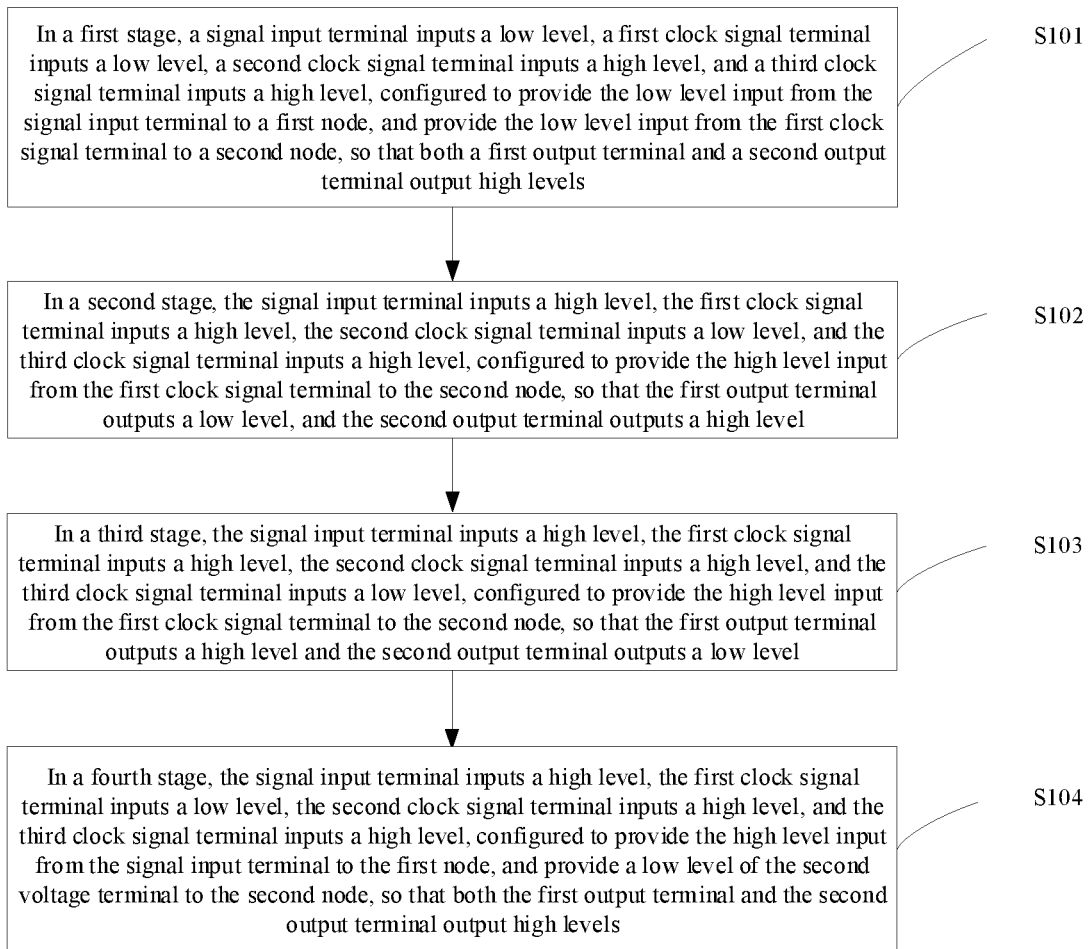 In a first stage, a signal input terminal inputs a low level, a first clock signal terminal
inputs a low level, a second clock signal terminal inputs a high level, and a third clock
signal terminal inputs a high level, configured to provide the low level input from the
signal input terminal to a first node, and provide the low level input from the first clock
signal terminal to a second node, so that both a first output terminal and a second output
terminal output high levels
S101
In a second stage, the signal input terminal inputs a high level, the first clock signal
terminal inputs a high level, the second clock signal terminal inputs a low level, and the
third clock signal terminal inputs a high level, configured to provide the high level input
from the first clock signal terminal to the second node, so that the first output terminal
outputs a low level, and the second output terminal outputs a high level
S102
In a third stage, the signal input terminal inputs a high level, the first clock signal
terminal inputs a high level, the second clock signal terminal inputs a high level, and the
third clock signal terminal inputs a low level, configured to provide the high level input
from the first clock signal terminal to the second node, so that the first output terminal
outputs a high level and the second output terminal outputs a low level
S103
In a fourth stage, the signal input terminal inputs a high level, the first clock signal
terminal inputs a low level, the second clock signal terminal inputs a high level, and the
third clock signal terminal inputs a high level, configured to provide the high level input
from the signal input terminal to the first node, and provide a low level of the second
voltage terminal to the second node, so that both the first output terminal and the second
output terminal output high levels
S104